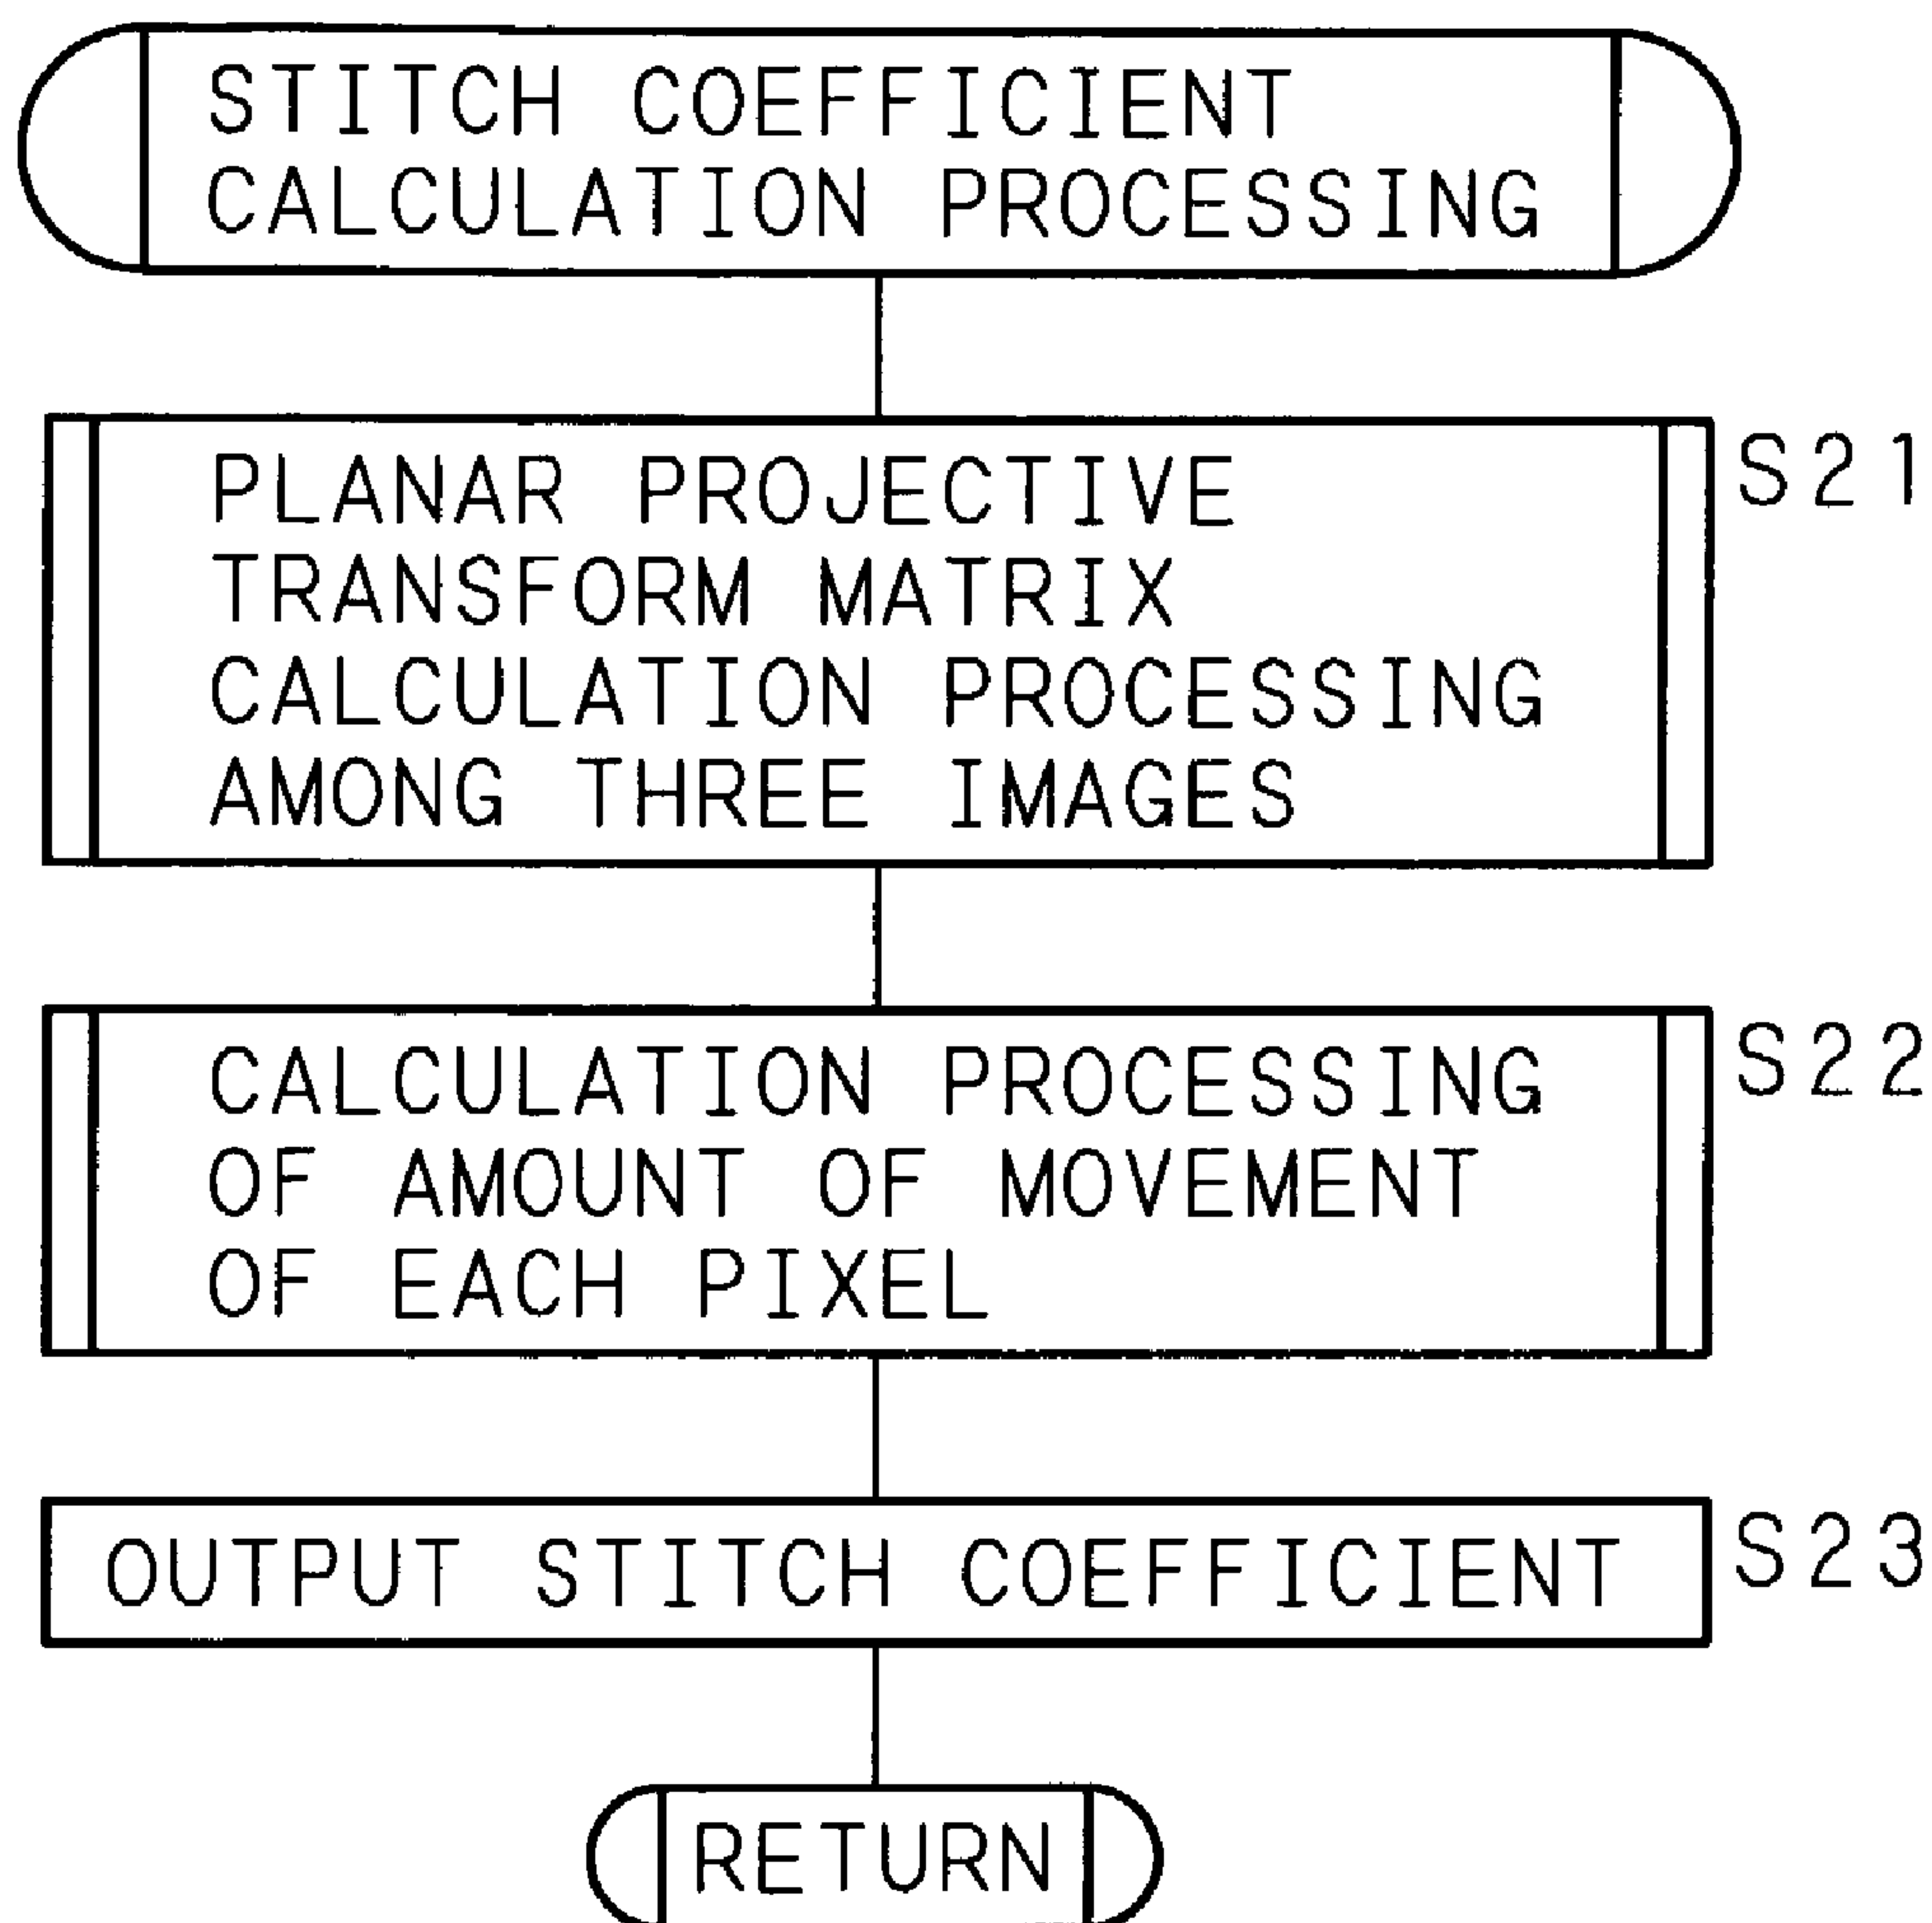 STITCH COEFFICIENT
CALCULATION PROCESSING
PLANAR PROJECTIVE
TRANSFORM MATRIX
CALCULATION PROCESSING
AMONG THREE IMAGES
S21
CALCULATION PROCESSING
OF AMOUNT OF MOVEMENT
OF EACH PIXEL
S22
OUTPUT STITCH COEFFICIENT
S23
RETURN